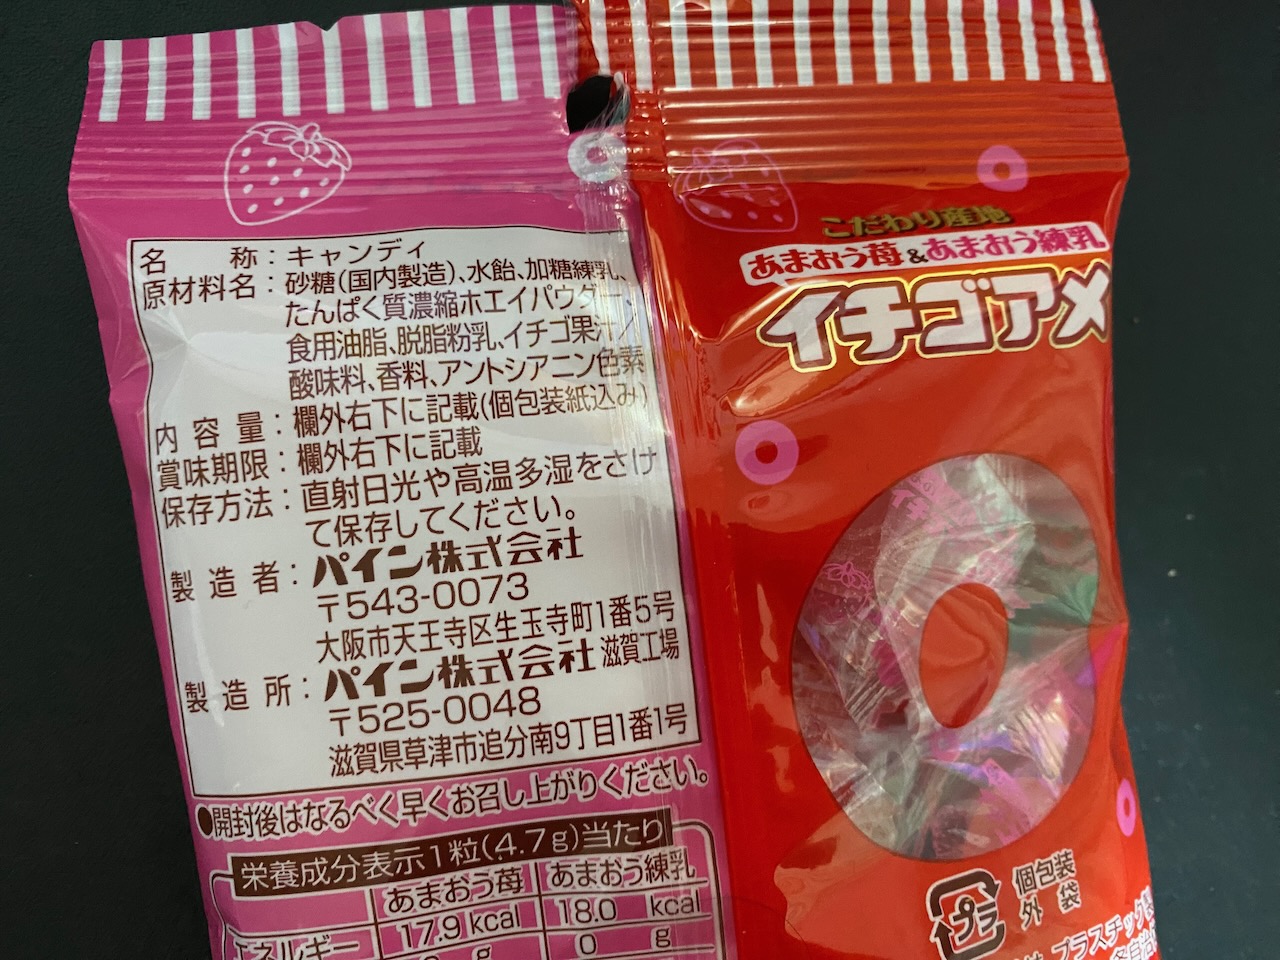 名称:キャンディ
原材料名:砂糖(国内製造)、水飴、加糖練乳、
たんぱく質濃縮ホエイパウダー、
食用油脂、脱脂粉乳、イチゴ果汁/
酸味料、香料、アントシアニン色素
内容量:欄外右下に記載(個包装紙込み)
賞味期限:欄外右下に記載
保存方法:直射日光や高温多湿をさけ
て保存してください。
製造者:パイン株式会社
〒543-0073
大阪市天王寺区生玉寺町1番5号
製造所:パイン株式会社 滋賀工場
〒525-0048
滋賀県草津市追分南9丁目1番1号
●開封後はなるべく早くお召し上がりください。
栄養成分表示1粒(4.7g)当たり
あまおう苺 あまおう練乳
エネルギー 17.9 kcal 18.0 kcal
g 0 g
こだわり産地
あまおう苺&あまおう練乳
イチゴアメ
プラ
個包装
外袋
プラスチック